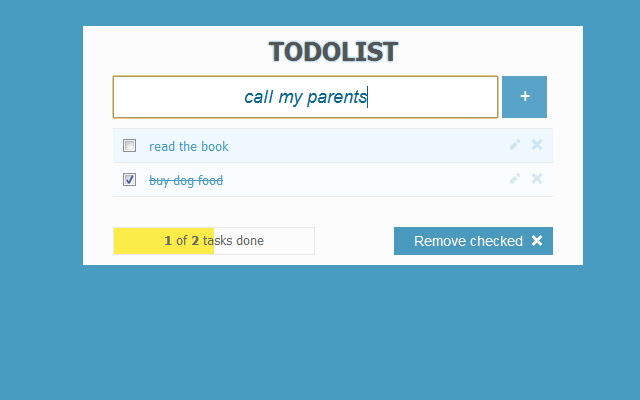 TODOLIST
call my parents +
read the book
buy dog food
1 of 2 tasks done
Remove checked